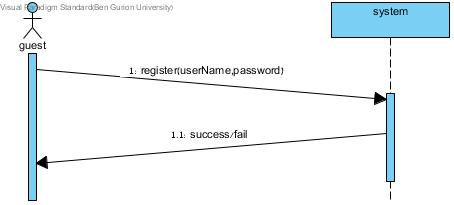 Visual Paradigm Standard(Ben Gurion University)
system
guest
1: register(userName,password)
1.1: success/fail